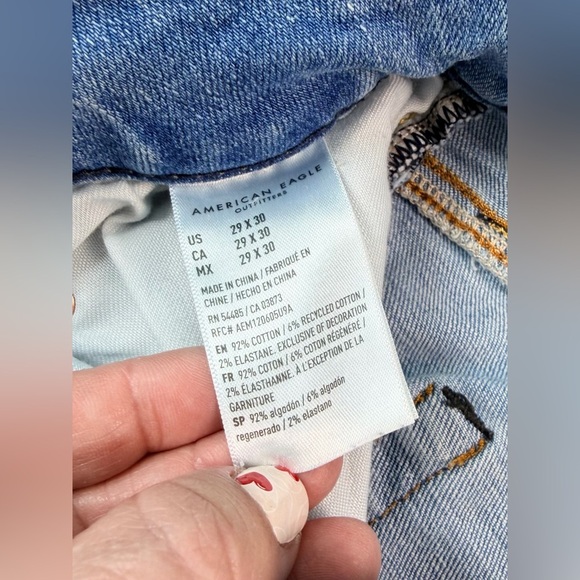 AMERICAN EAGLE
OUTFITTERS
US 29 X 30
CA 29 X 30
MX 29 X 30
MADE IN CHINA / FABRIQUÉ EN
CHINE / HECHO EN CHINA
RN 54485 / CA 03873
RFC# AEM120605U9A
EN 92% COTTON / 6% RECYCLED COTTON /
2% ELASTANE. EXCLUSIVE OF DECORATION
FR 92% COTON / 6% COTON RÉGÉNÉRÉ /
2% ÉLASTHANNE. À L'EXCEPTION DE LA
GARNITURE
SP 92% algodón / 6% algodón
regenerado / 2% elastano